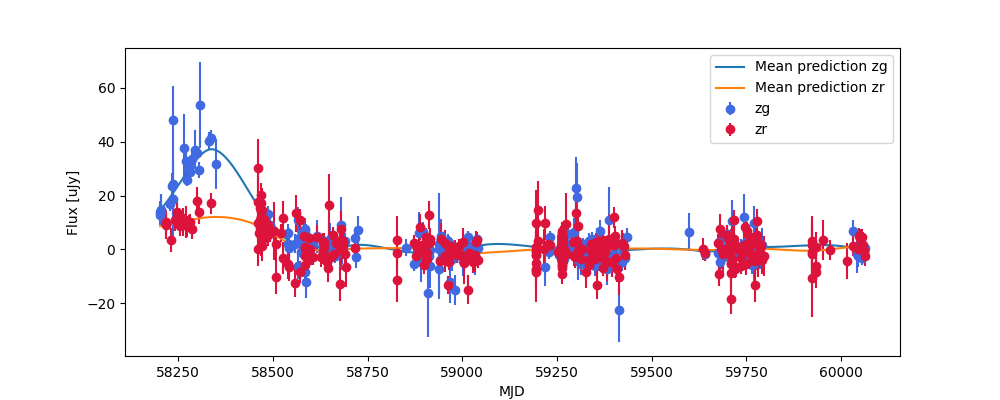 Mean prediction zg
Mean prediction zr
zg
zr
Flux [uJy]
60
40
20
0
−20
58250 58500 58750 59000 59250 59500 59750 60000
MJD